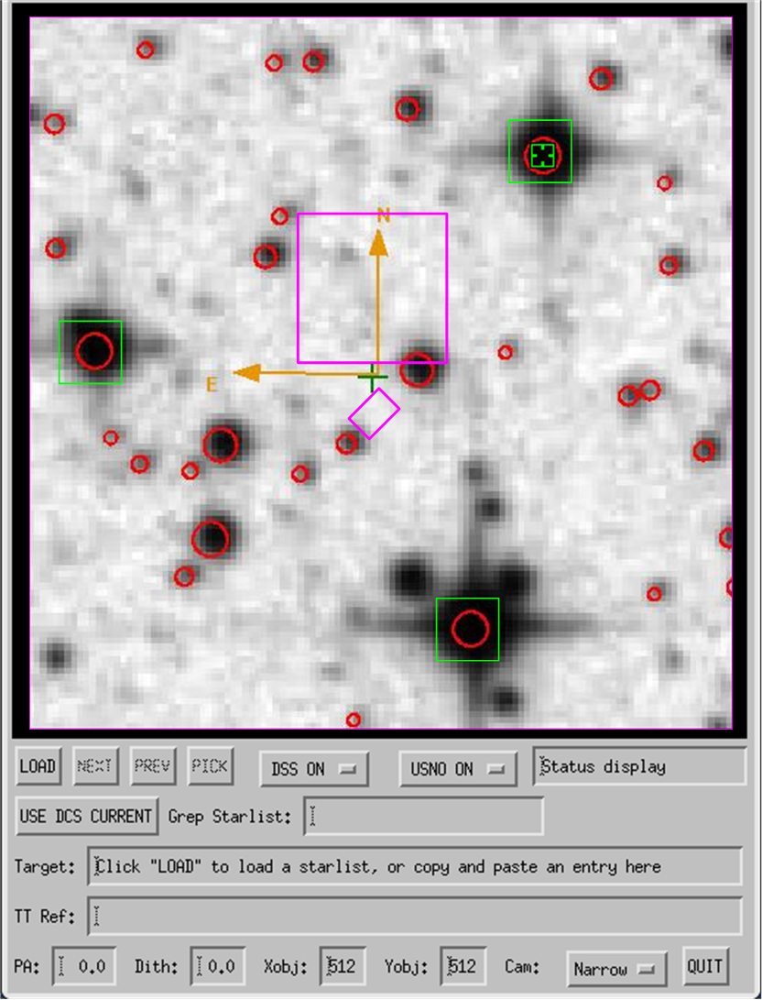 N
E
LOAD NEXT PREV PICK DSS ON USNO ON Status display
USE DCS CURRENT Grep Starlist:
Target: Click "LOAD" to load a starlist, or copy and paste an entry here
TT Ref:
PA: 0.0 Dith: 0.0 Xobj: 512 Yobj: 512 Cam: Narrow QUIT